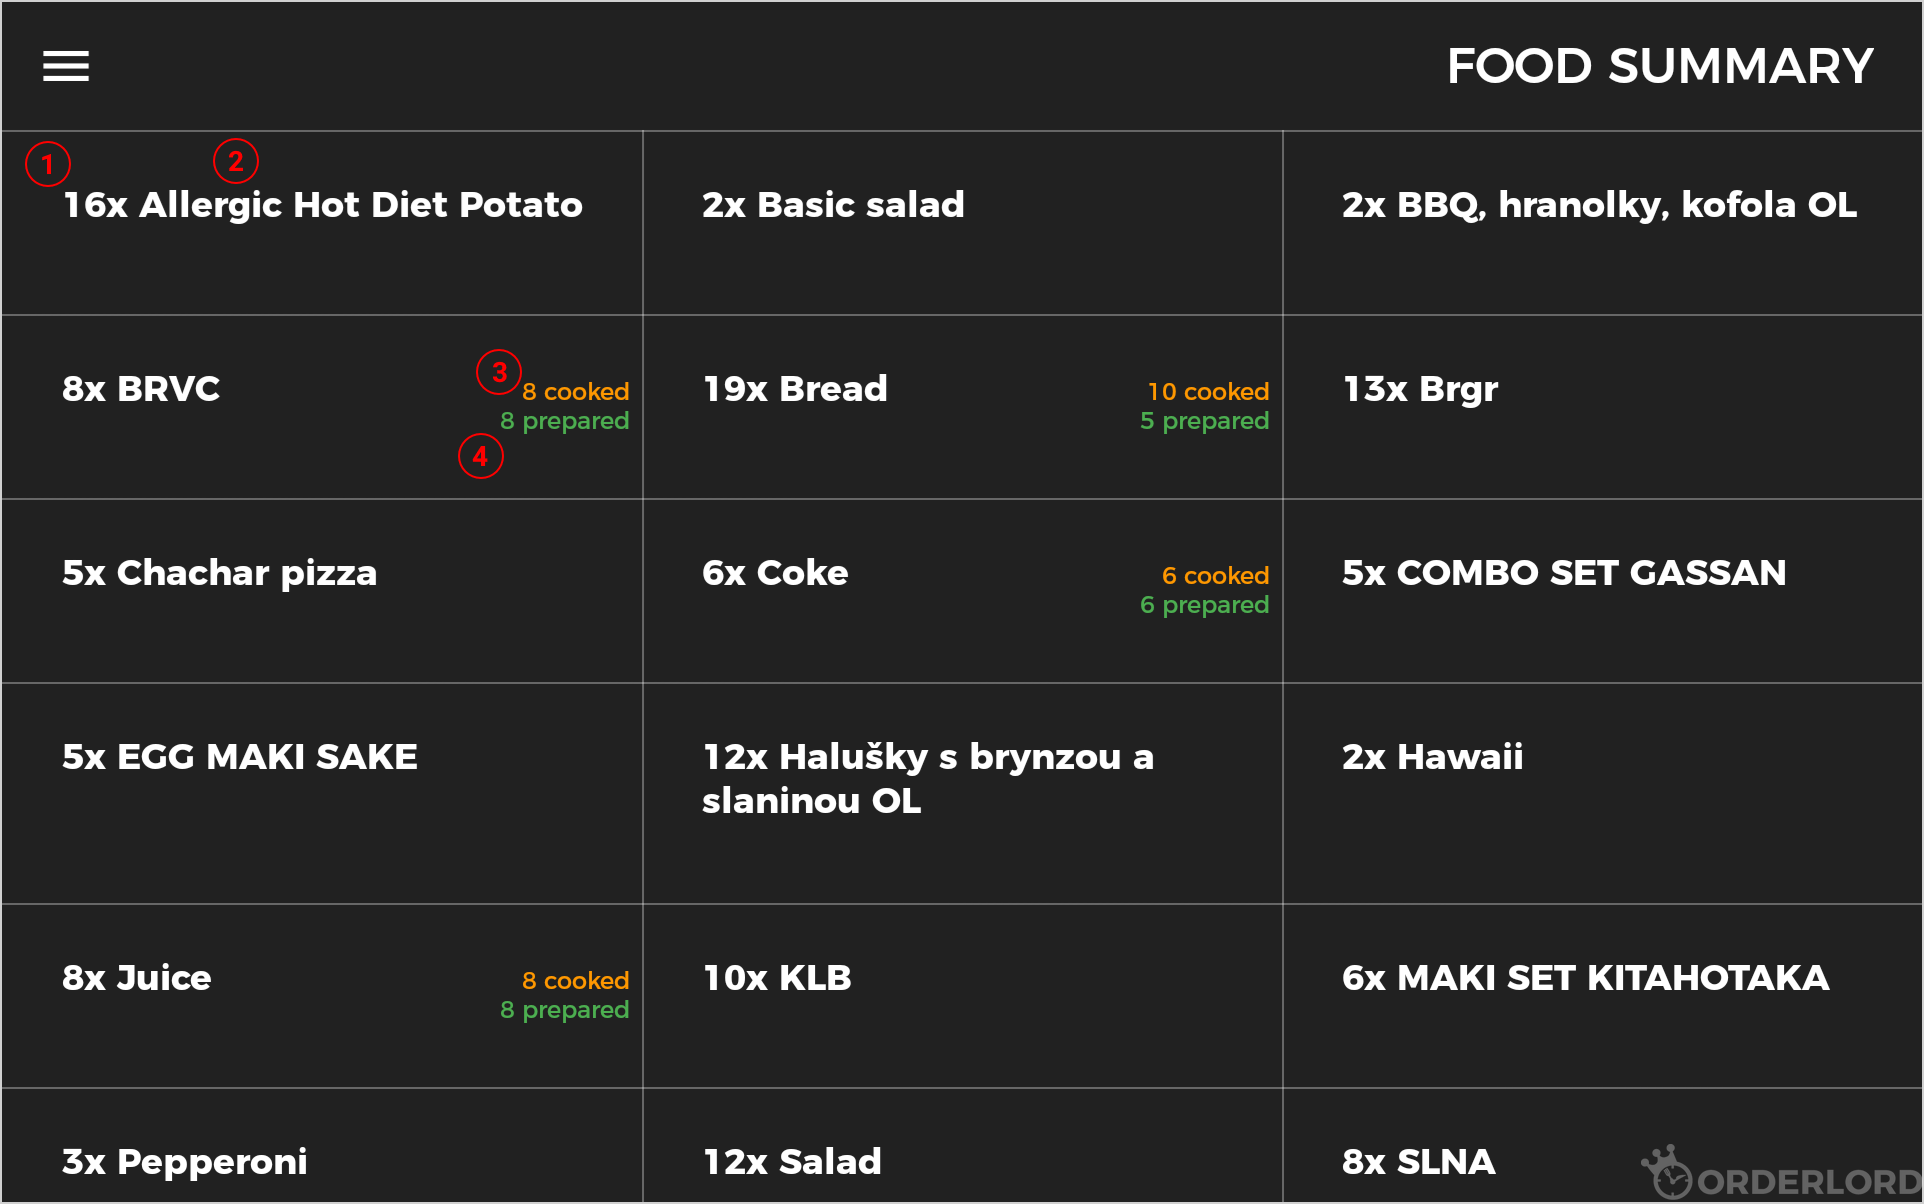 FOOD SUMMARY
1
2
16x Allergic Hot Diet Potato
2x Basic salad
2x BBQ, hranolky, kofola OL
8x BRVC
3
8 cooked
8 prepared
4
19x Bread
10 cooked
5 prepared
13x Brgr
5x Chachar pizza
6x Coke
6 cooked
6 prepared
5x COMBO SET GASSAN
5x EGG MAKI SAKE
12x Halušky s brynzou a
slaninou OL
2x Hawaii
8x Juice
8 cooked
8 prepared
10x KLB
6x MAKI SET KITAHOTAKA
3x Pepperoni
12x Salad
8x SLNA
ORDERLORD